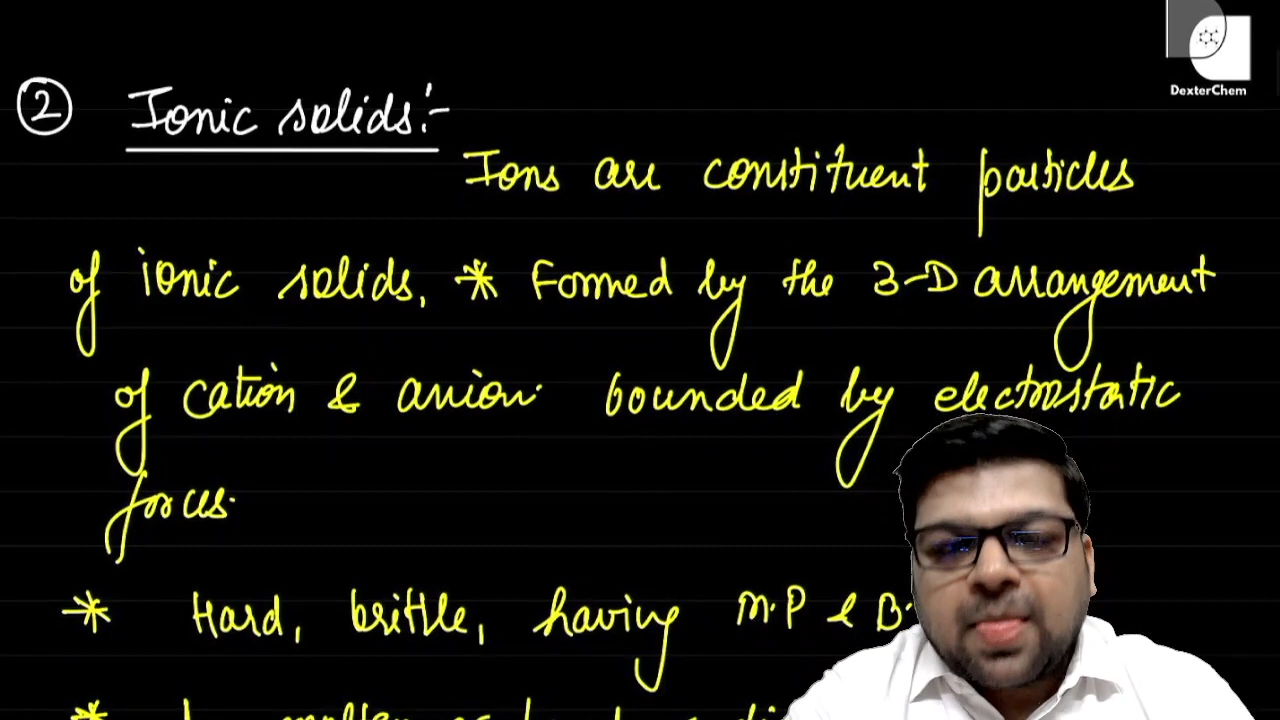 DexterChem
② Ionic solids:-
Ions are constituent particles
of ionic solids, * Formed by the 3-D arrangement
of cation & anion. bounded by electrostatic
forces.
* Hard, brittle, having M.P & B.
*